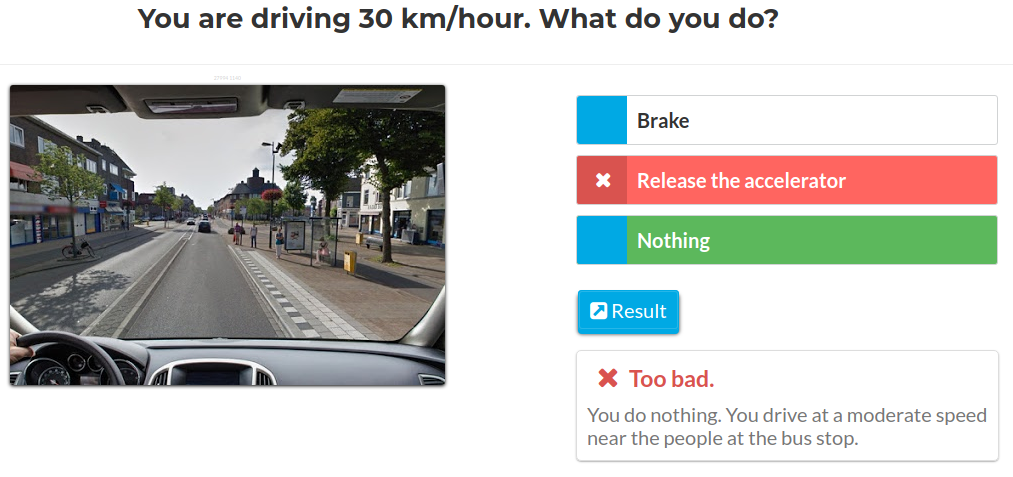 You are driving 30 km/hour. What do you do?
Brake
Release the accelerator
Nothing
Result
Too bad.
You do nothing. You drive at a moderate speed
near the people at the bus stop.